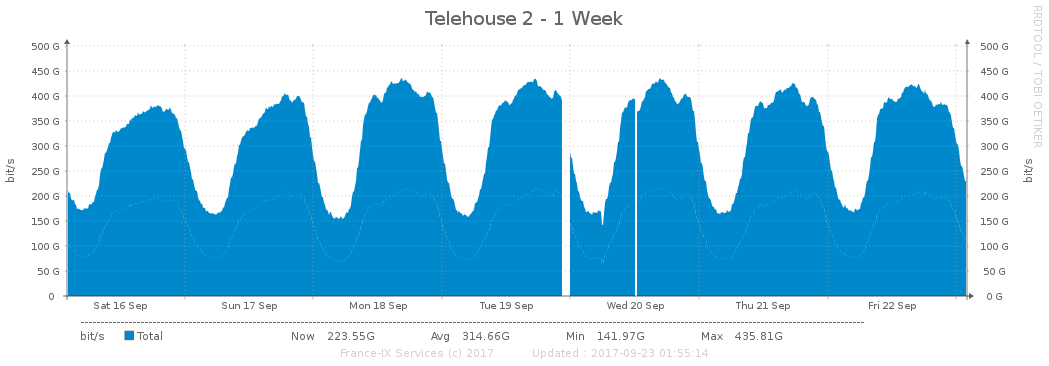 Telehouse 2 - 1 Week
RRDTOOL / TOBI OETIKER
500 G 500 G
450 G 450 G
400 G 400 G
350 G 350 G
300 G 300 G
250 G 250 G
200 G 200 G
150 G 150 G
100 G 100 G
50 G 50 G
0 0 G
bit/s
bit/s
Sat 16 Sep Sun 17 Sep Mon 18 Sep Tue 19 Sep Wed 20 Sep Thu 21 Sep Fri 22 Sep
bit/s Total Now 223.55G Avg 314.66G Min 141.97G Max 435.81G
France-IX Services (c) 2017 Updated : 2017-09-23 01:55:14